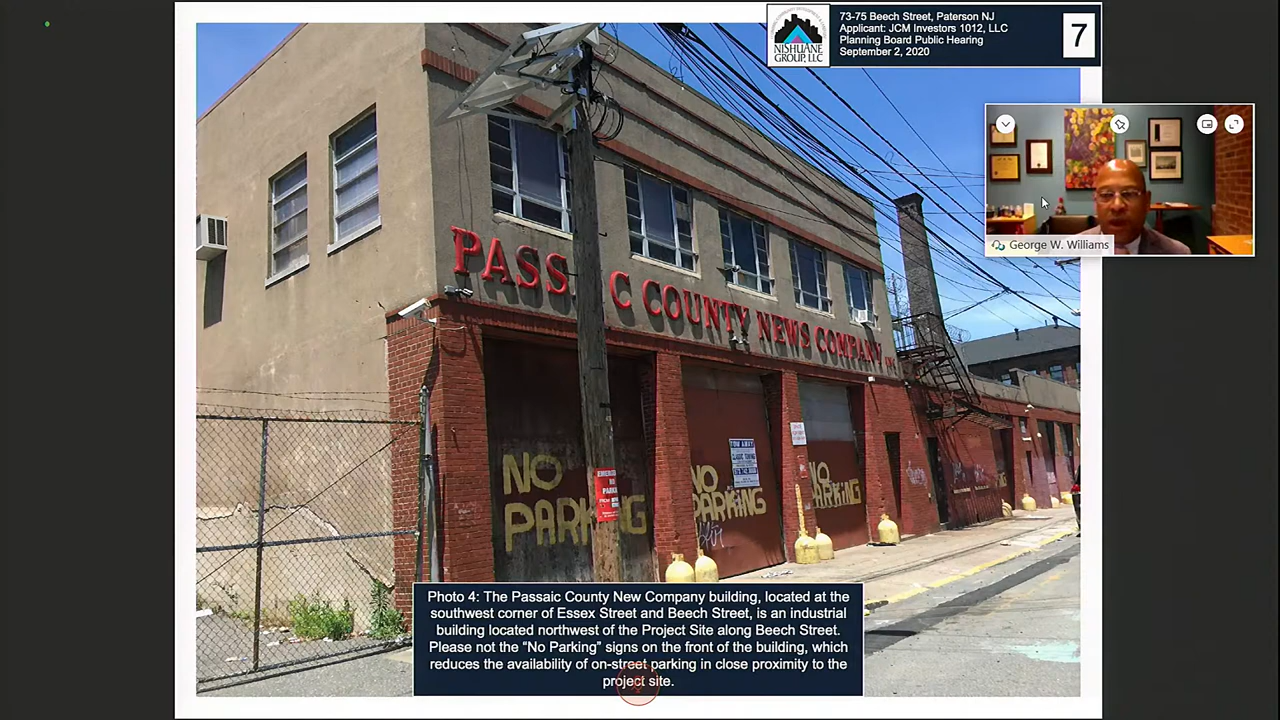 73-75 Beech Street, Paterson NJ
Applicant: JCM Investors 1012, LLC
Planning Board Public Hearing
September 2, 2020
7
NISHUANE
GROUP, LLC
George W. Williams
PASS C COUNTY NEWS COMPANY
NO
PARKING
NO
PARKING
NO
PARKING
TOW AWAY
Photo 4: The Passaic County New Company building, located at the
southwest corner of Essex Street and Beech Street, is an industrial
building located northwest of the Project Site along Beech Street.
Please not the “No Parking” signs on the front of the building, which
reduces the availability of on-street parking in close proximity to the
project site.